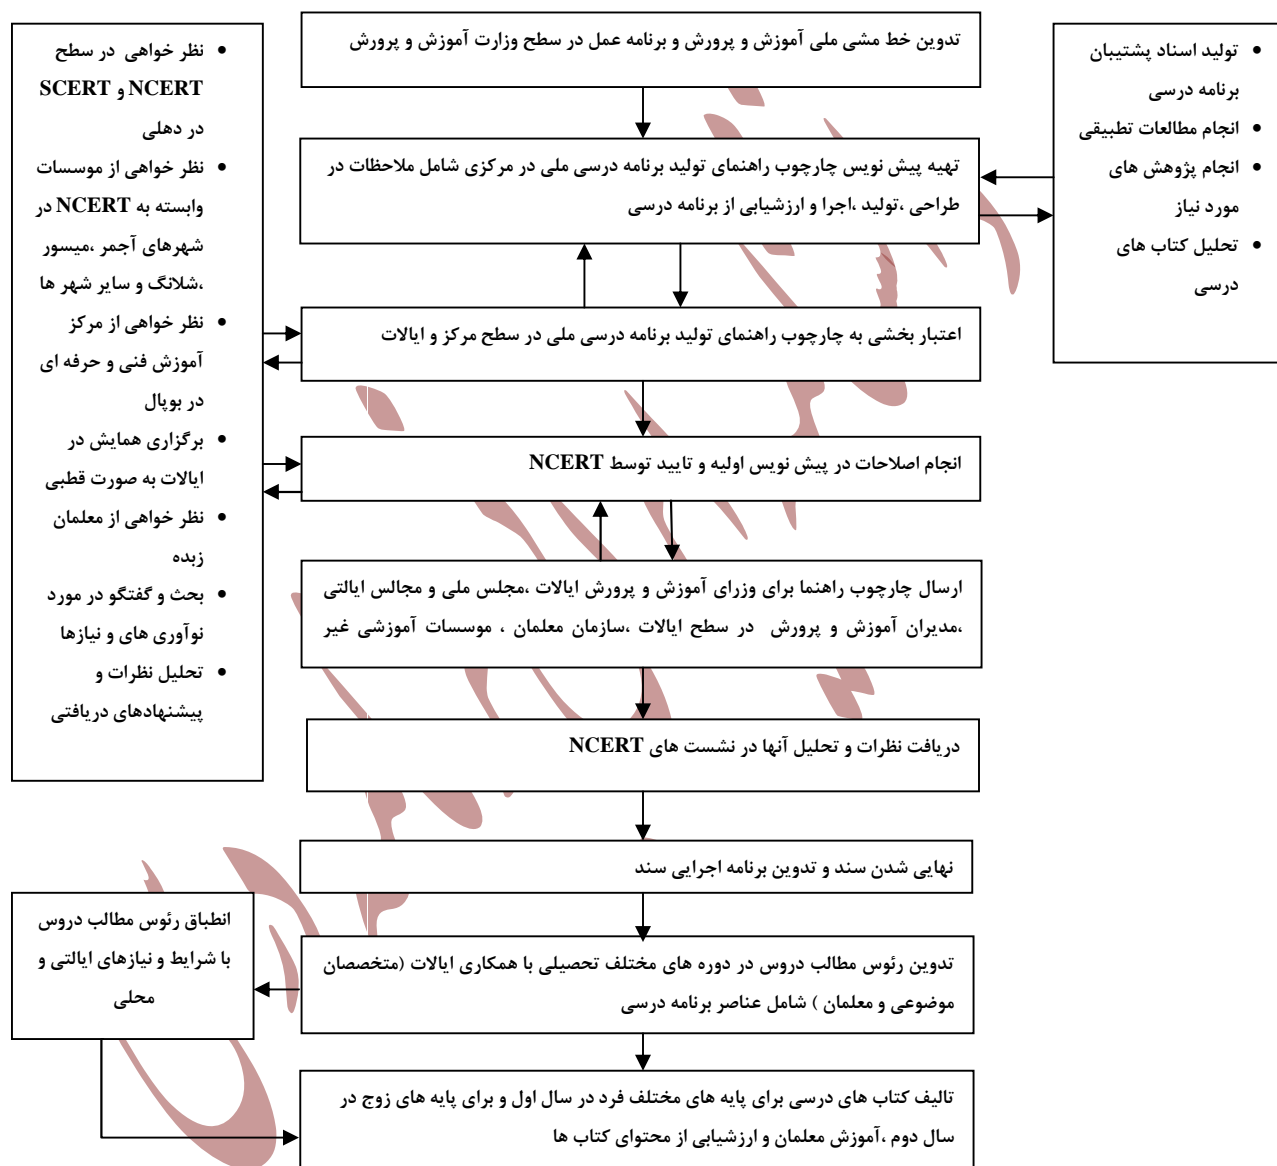 تدوین خط مشی ملی آموزش و پرورش و برنامه عمل در سطح وزارت آموزش و پرورش
• تولید اسناد پشتیبان
برنامه درسی
• انجام مطالعات تطبیقی
• انجام پژوهش های
مورد نیاز
• تحلیل کتاب های
درسی
تهیه پیش نویس چارچوب راهنمای تولید برنامه درسی ملی در مرکزی شامل ملاحظات در
طراحی ،تولید ،اجرا و ارزشیابی از برنامه درسی
اعتبار بخشی به چارچوب راهنمای تولید برنامه درسی ملی در سطح مرکز و ایالات
• نظر خواهی در سطح
NCERT و SCERT
در دهلی
• نظر خواهی از موسسات
وابسته به NCERT در
شهرهای آجمر ،میسور
،شلانگ و سایر شهر ها
• نظر خواهی از مرکز
آموزش فنی و حرفه ای
در بوپال
• برگزاری همایش در
ایالات به صورت قطبی
• نظر خواهی از معلمان
زبده
• بحث و گفتگو در مورد
نوآوری های و نیازها
• تحلیل نظرات و
پیشنهادهای دریافتی
انجام اصلاحات در پیش نویس اولیه و تایید توسط NCERT
ارسال چارچوب راهنما برای وزرای آموزش و پرورش ایالات ،مجلس ملی و مجالس ایالتی
،مدیران آموزش و پرورش در سطح ایالات ،سازمان معلمان ، موسسات آموزشی غیر
دریافت نظرات و تحلیل آنها در نشست های NCERT
نهایی شدن سند و تدوین برنامه اجرایی سند
تدوین رئوس مطالب دروس در دوره های مختلف تحصیلی با همکاری ایالات (متخصصان
موضوعی و معلمان ) شامل عناصر برنامه درسی
انطباق رئوس مطالب دروس
با شرایط و نیازهای ایالتی و
محلی
تالیف کتاب های درسی برای پایه های مختلف فرد در سال اول و برای پایه های زوج در
سال دوم ،آموزش معلمان و ارزشیابی از محتوای کتاب ها